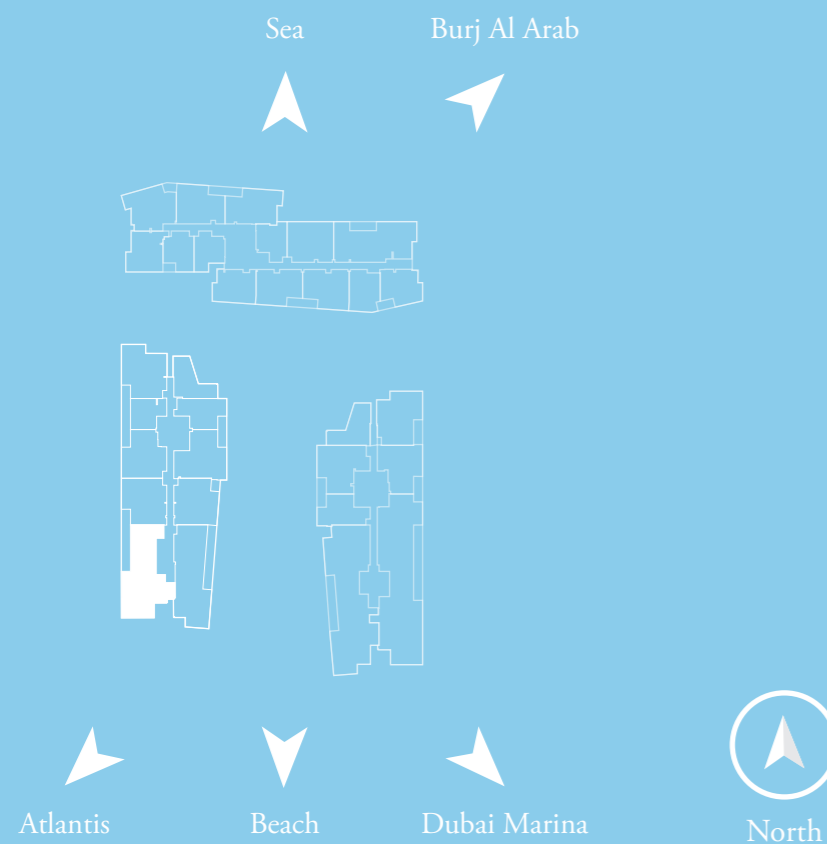 Sea
Burj Al Arab
Atlantis
Beach
Dubai Marina
North